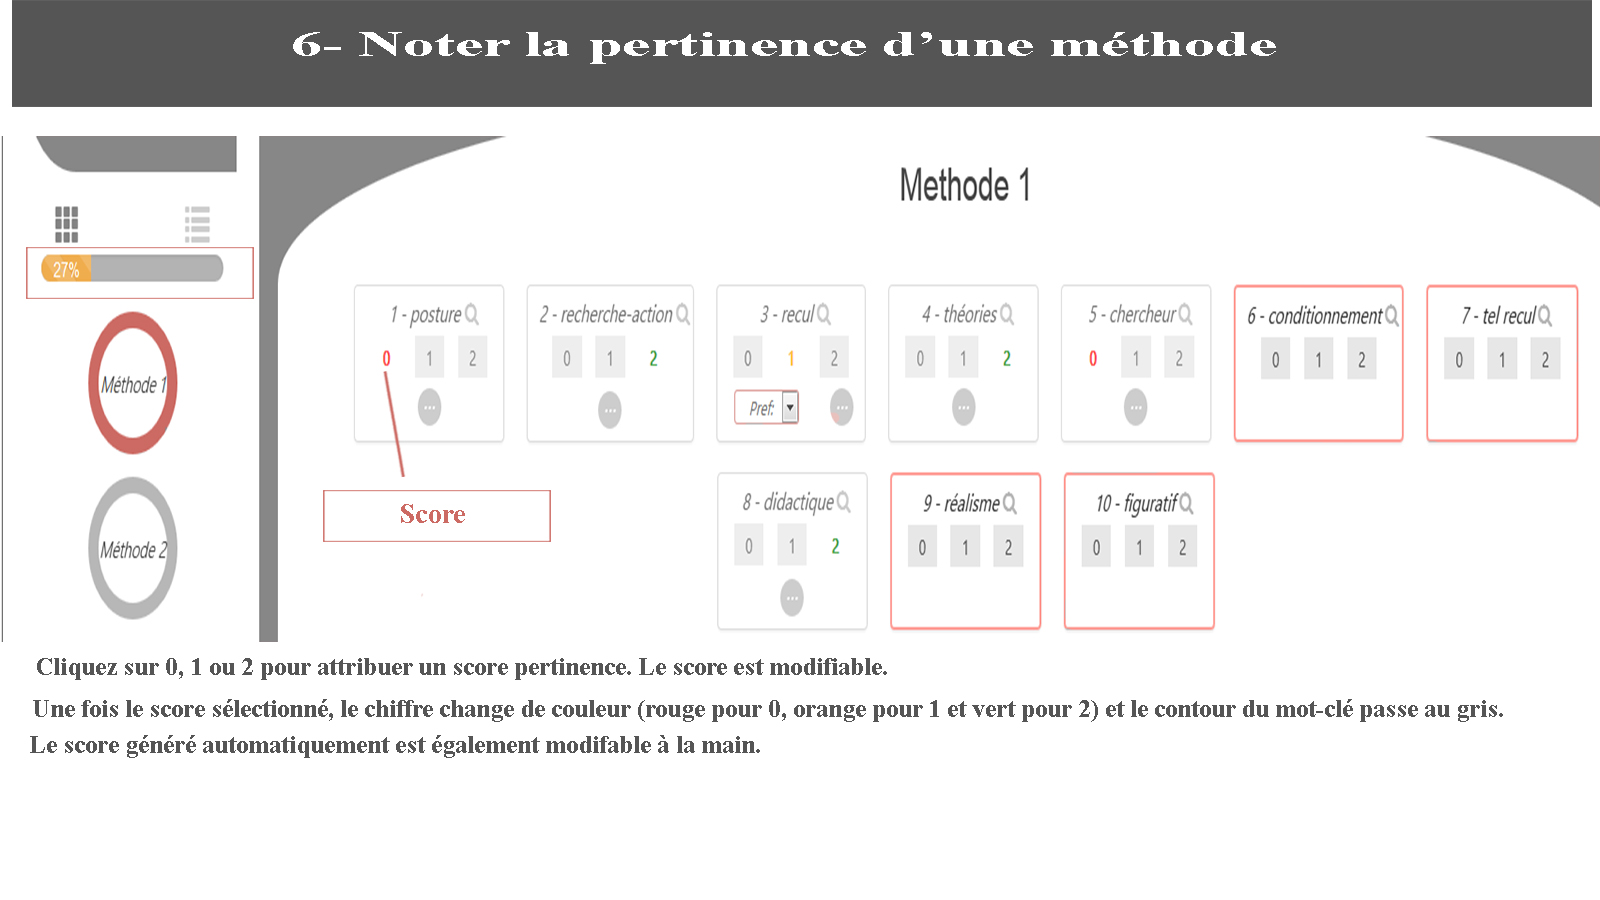 6- Noter la pertinence d’une méthode
Methode 1
27%
Méthode 1
Méthode 2
1 - posture
0 1 2
...
2 - recherche-action
0 1 2
...
3 - recul
0 1 2
Pref:
...
4 - théories
0 1 2
...
5 - chercheur
0 1 2
...
6 - conditionnement
0 1 2
7 - tel recul
0 1 2
Score
8 - didactique
0 1 2
...
9 - réalisme
0 1 2
10 - figuratif
0 1 2
Cliquez sur 0, 1 ou 2 pour attribuer un score pertinence. Le score est modifiable.
Une fois le score sélectionné, le chiffre change de couleur (rouge pour 0, orange pour 1 et vert pour 2) et le contour du mot-clé passe au gris.
Le score généré automatiquement est également modifable à la main.